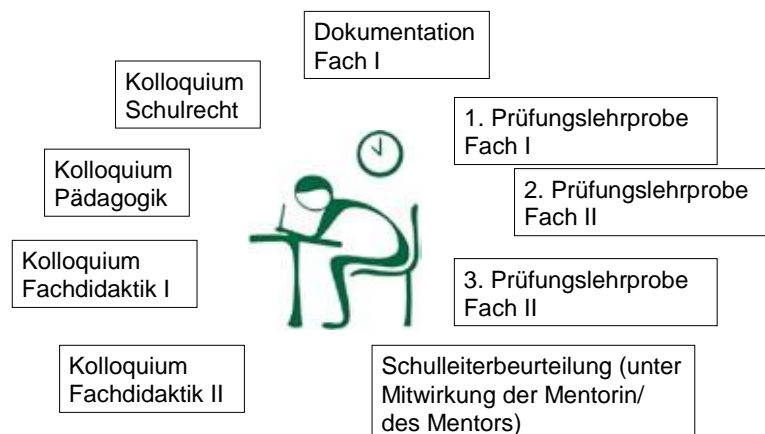 Dokumentation
Fach I
Kolloquium
Schulrecht
1. Prüfungslehrprobe
Fach I
Kolloquium
Pädagogik
2. Prüfungslehrprobe
Fach II
Kolloquium
Fachdidaktik I
3. Prüfungslehrprobe
Fach II
Kolloquium
Fachdidaktik II
Schulleiterbeurteilung (unter
Mitwirkung der Mentorin/
des Mentors)